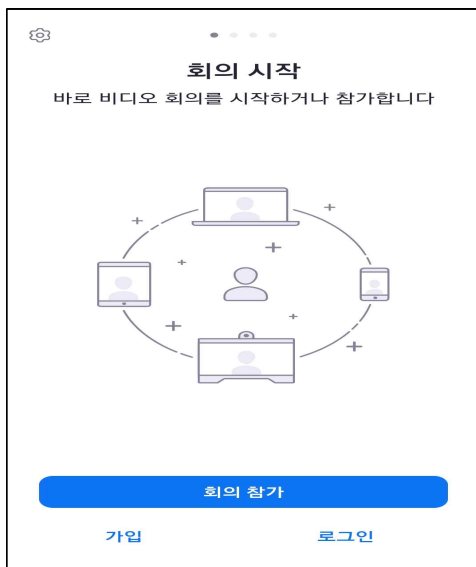 회의 시작
바로 비디오 회의를 시작하거나 참가합니다
회의 참가
가입
로그인